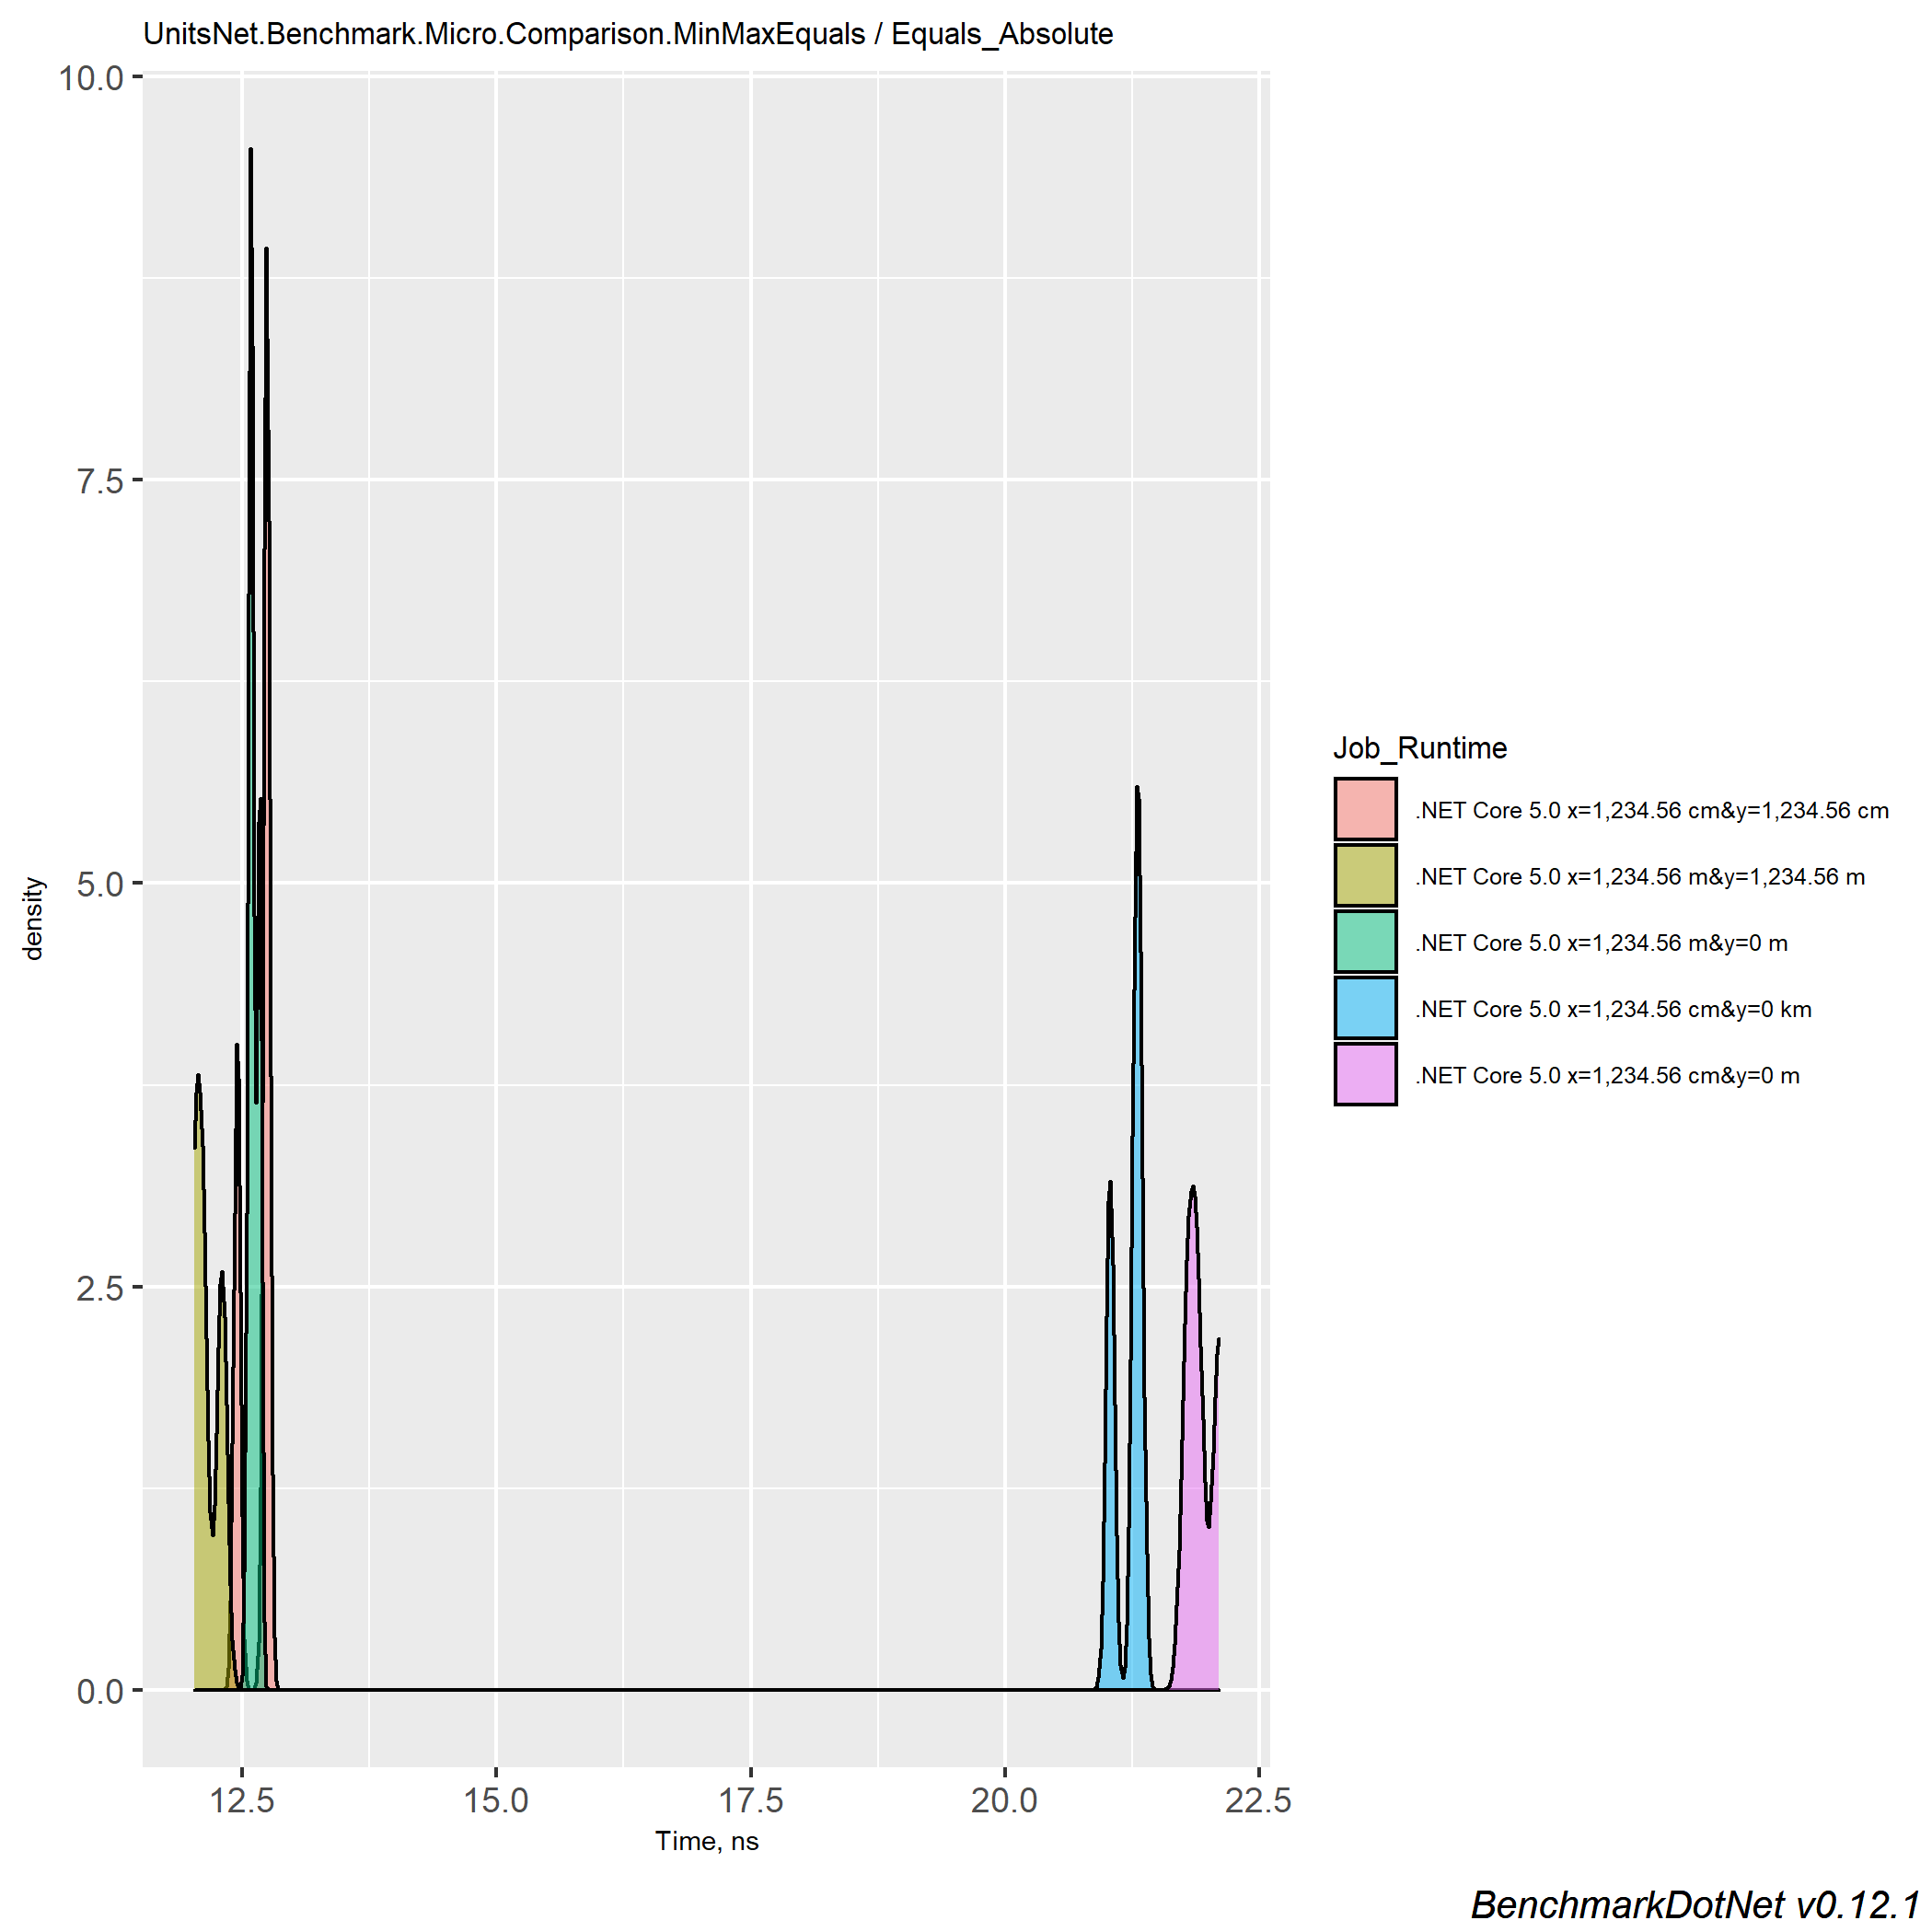 UnitsNet.Benchmark.Micro.Comparison.MinMaxEquals / Equals_Absolute
10.0
7.5
5.0
2.5
0.0
density
12.5 15.0 17.5 20.0 22.5
Time, ns
Job_Runtime
.NET Core 5.0 x=1,234.56 cm&y=1,234.56 cm
.NET Core 5.0 x=1,234.56 m&y=1,234.56 m
.NET Core 5.0 x=1,234.56 m&y=0 m
.NET Core 5.0 x=1,234.56 cm&y=0 km
.NET Core 5.0 x=1,234.56 cm&y=0 m
BenchmarkDotNet v0.12.1